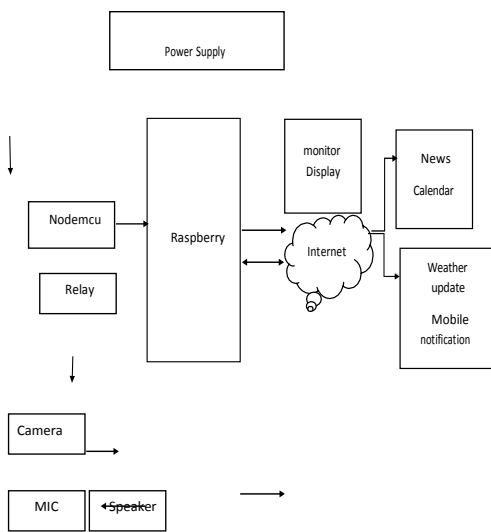 Power Supply
monitor
Display
News
Calendar
Nodemcu
Raspberry
Internet
Relay
Weather
update
Mobile
notification
Camera
MIC
Speaker